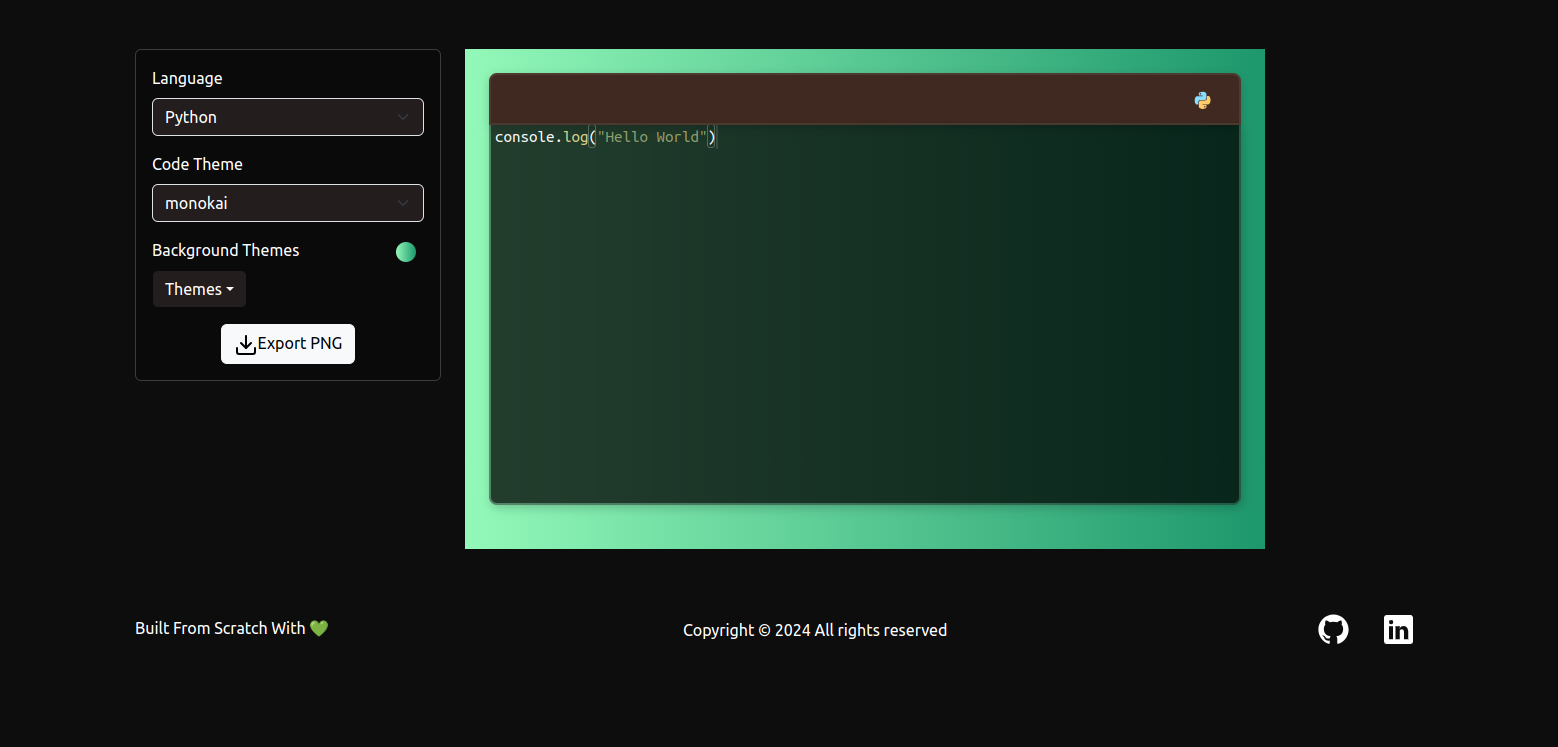 Language
Python
Code Theme
monokai
Background Themes
Themes
Export PNG
console.log("Hello World")
Built From Scratch With 💚
Copyright © 2024 All rights reserved
in